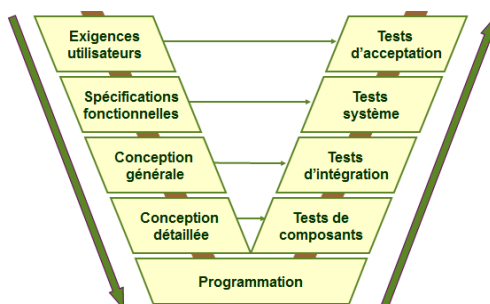 Exigences
utilisateurs
Tests
d'acceptation
Spécifications
fonctionnelles
Tests
système
Conception
générale
Tests
d'intégration
Conception
détaillée
Tests de
composants
Programmation